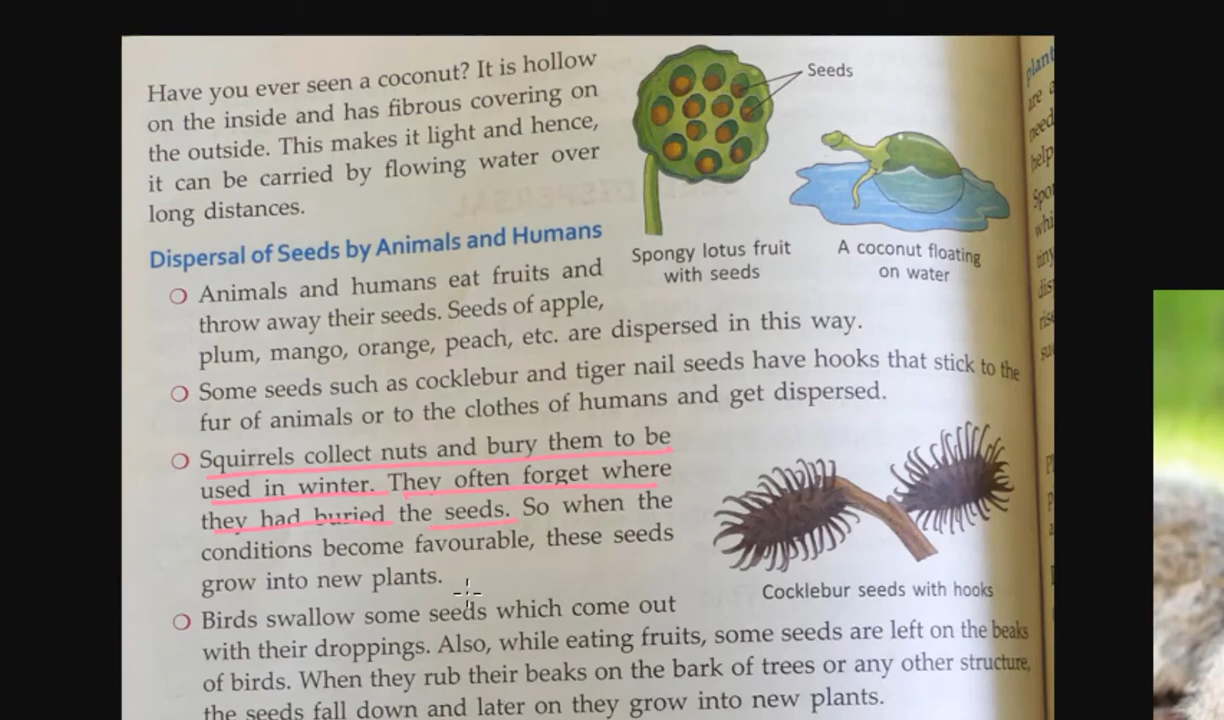 Have you ever seen a coconut? It is hollow
on the inside and has fibrous covering on
the outside. This makes it light and hence,
it can be carried by flowing water over
long distances.
Seeds
Spongy lotus fruit
with seeds
A coconut floating
on water
Dispersal of Seeds by Animals and Humans
Animals and humans eat fruits and
throw away their seeds. Seeds of apple,
plum, mango, orange, peach, etc. are dispersed in this way.
Some seeds such as cocklebur and tiger nail seeds have hooks that stick to the
fur of animals or to the clothes of humans and get dispersed.
Squirrels collect nuts and bury them to be
used in winter. They often forget where
they had buried the seeds. So when the
conditions become favourable, these seeds
grow into new plants.
Cocklebur seeds with hooks
Birds swallow some seeds which come out
with their droppings. Also, while eating fruits, some seeds are left on the beaks
of birds. When they rub their beaks on the bark of trees or any other structure,
the seeds fall down and later on they grow into new plants.
plant
are
need
help